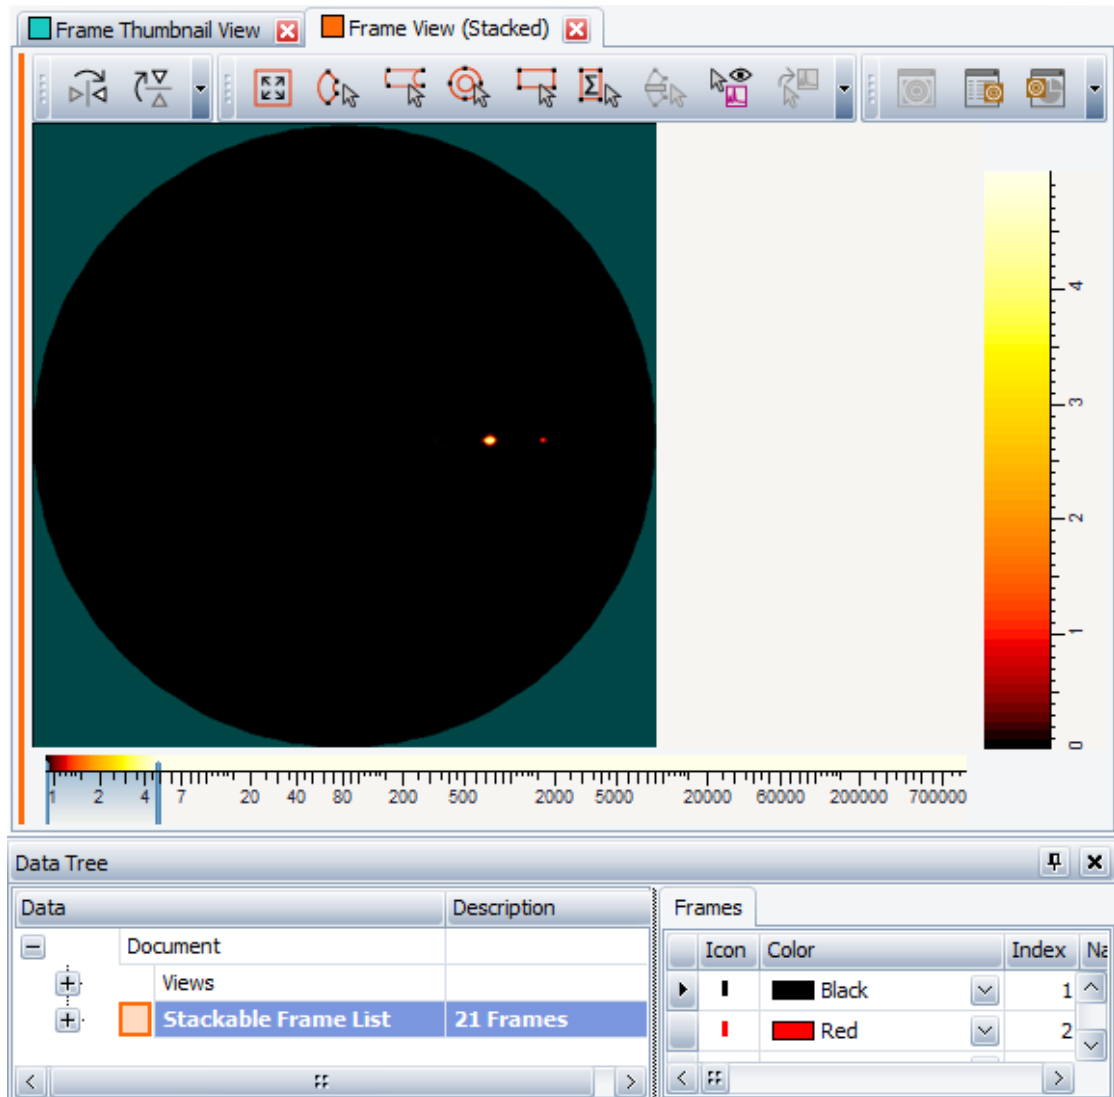 Frame Thumbnail View
Frame View (Stacked)
4
3
2
1
0
1 2 4 7 20 40 80 200 500 2000 5000 20000 60000 200000 700000
Data Tree
Data Description
Document
Views
Stackable Frame List 21 Frames
Frames
Icon Color Index Na
Black 1
Red 2